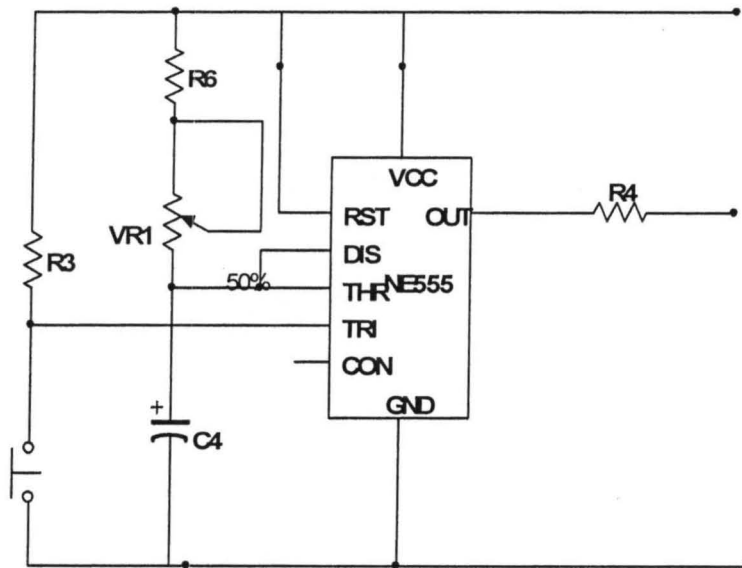 R6
VCC
R4
RST
OUT
VR1
DIS
R3
50%
THR
NE555
TRI
CON
+
GND
C4